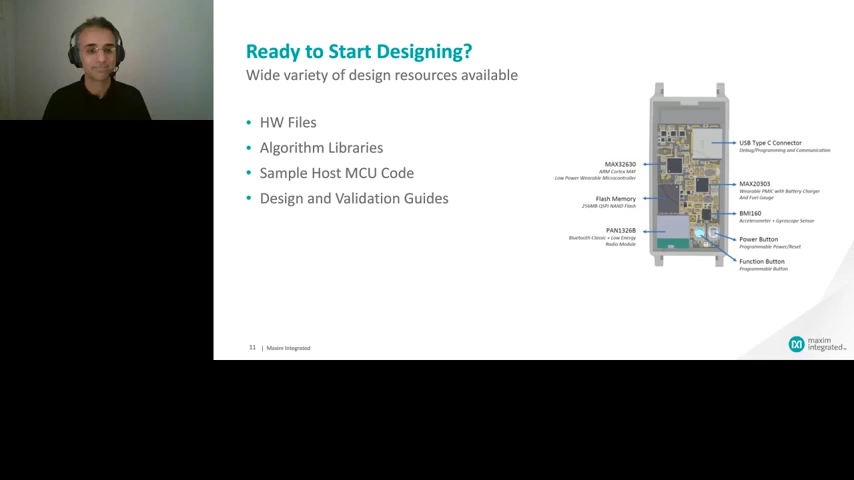 Ready to Start Designing?
Wide variety of design resources available
• HW Files
• Algorithm Libraries
• Sample Host MCU Code
• Design and Validation Guides
MAX32630
ARM Cortex M4F
Low Power Wearable Microcontroller
Flash Memory
256MB QSPI NAND Flash
PAN1326B
Bluetooth Classic + Low Energy
Radio Module
USB Type C Connector
Debug/Programming and Communication
MAX20303
Wearable PMIC with Battery Charger
And Fuel Gauge
BMI160
Accelerometer + Gyroscope Sensor
Power Button
Programmable Power/Reset
Function Button
Programmable Button
11 | Maxim Integrated
maxim
integrated™